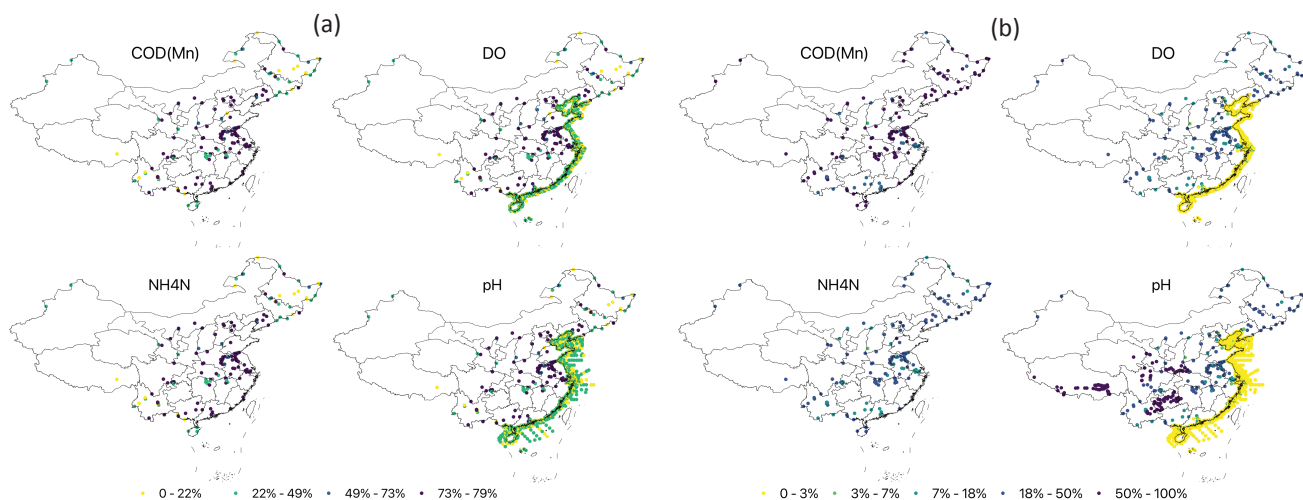 (a)
(b)
COD(Mn)
DO
COD(Mn)
DO
NH4N
pH
NH4N
pH
0 - 22% 22% - 49% 49% - 73% 73% - 79%
0 - 3% 3% - 7% 7% - 18% 18% - 50% 50% - 100%